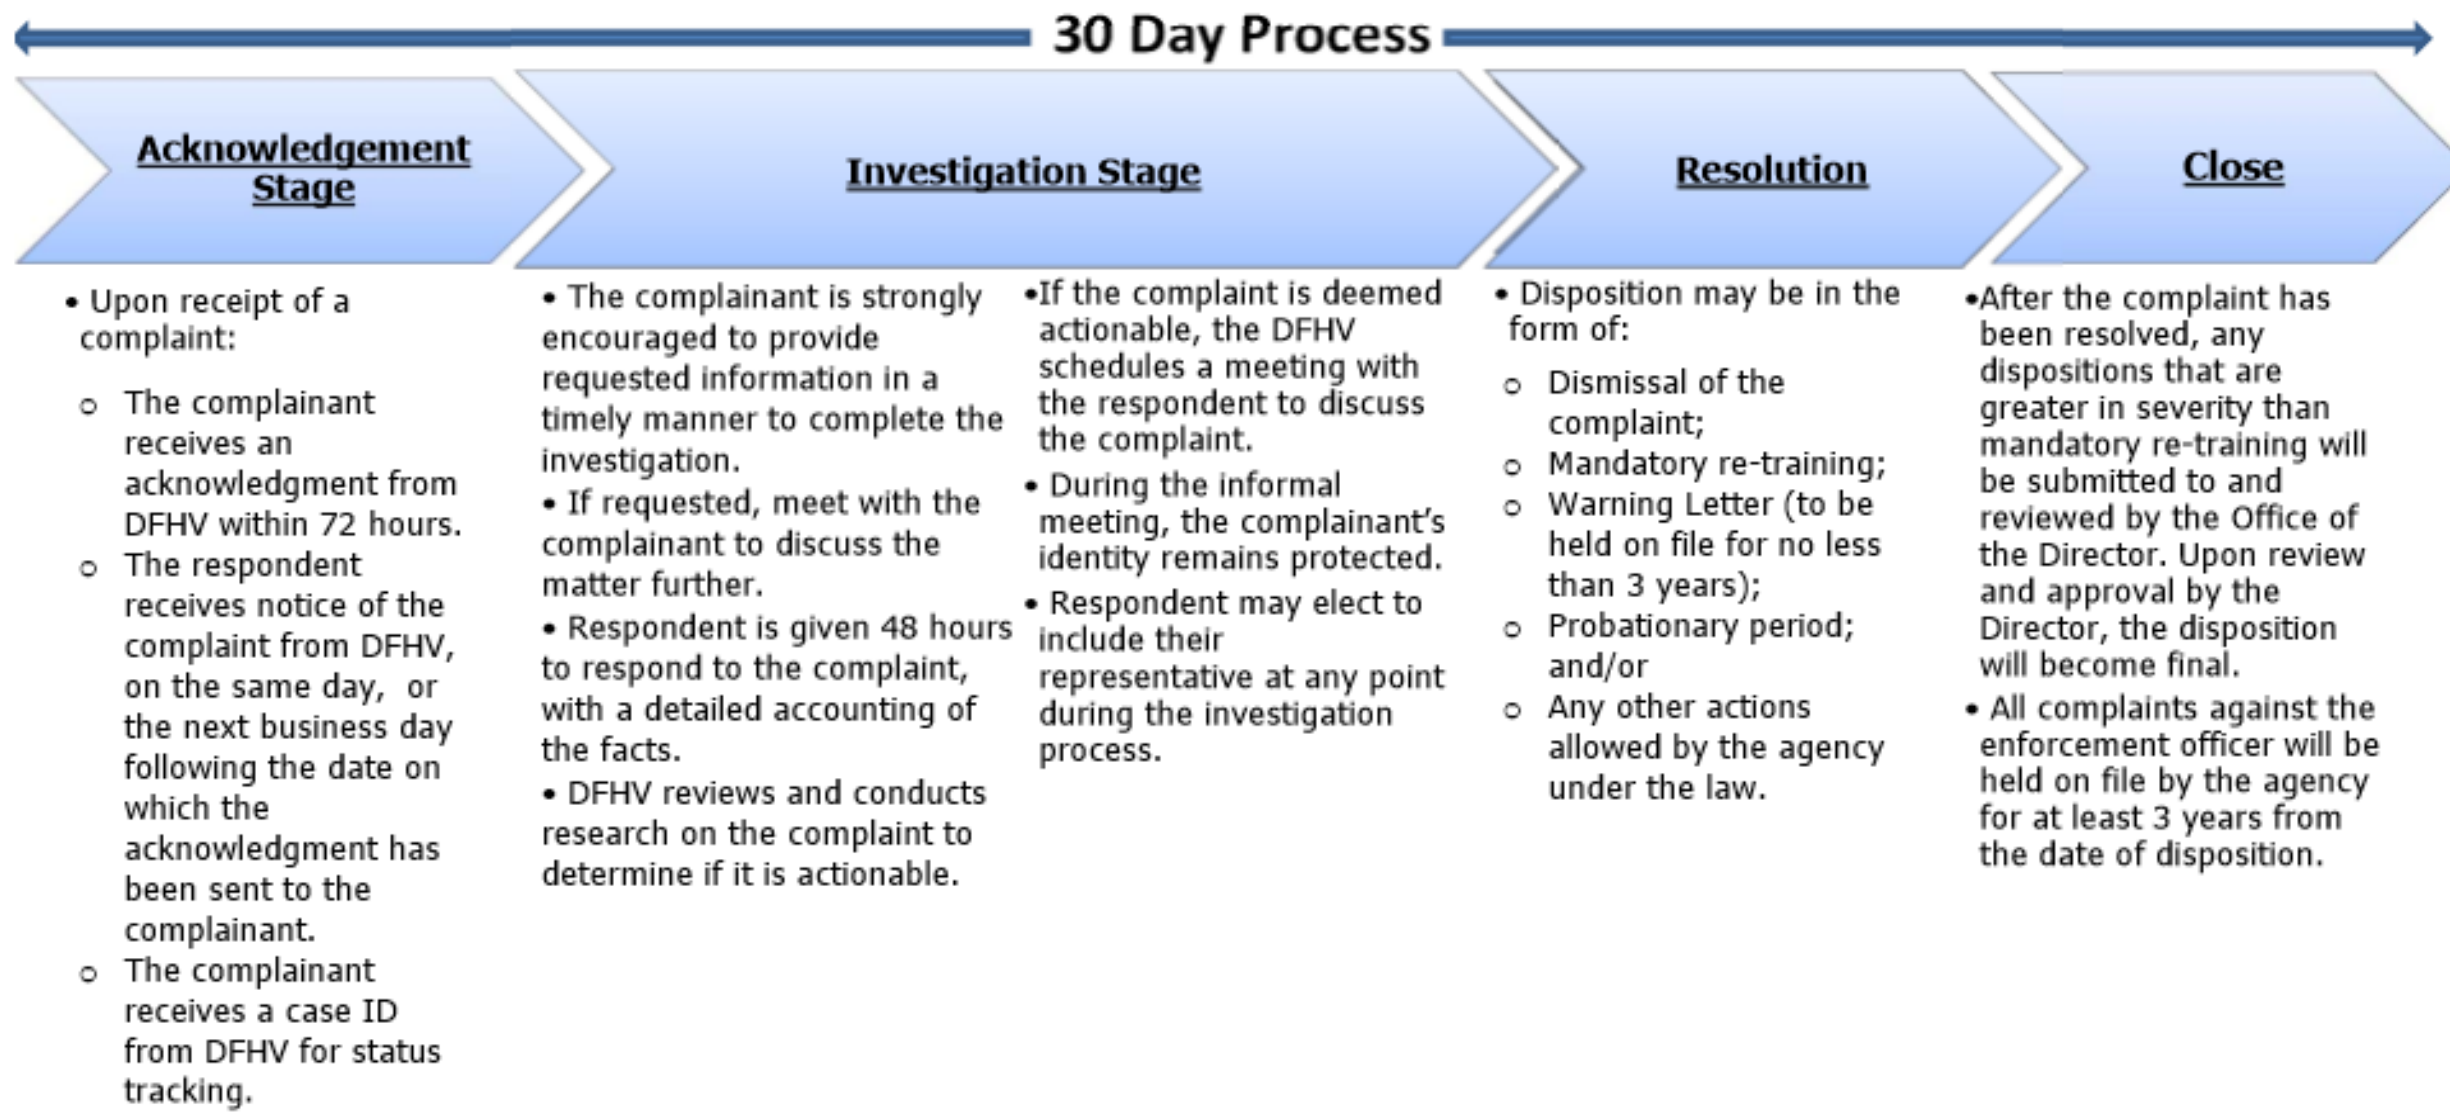 30 Day Process
Acknowledgement
Stage
• Upon receipt of a
complaint:
o The complainant
receives an
acknowledgment from
DFHV within 72 hours.
o The respondent
receives notice of the
complaint from DFHV,
on the same day, or
the next business day
following the date on
which the
acknowledgment has
been sent to the
complainant.
o The complainant
receives a case ID
from DFHV for status
tracking.
Investigation Stage
• The complainant is strongly
encouraged to provide
requested information in a
timely manner to complete the
investigation.
• If requested, meet with the
complainant to discuss the
matter further.
• Respondent is given 48 hours
to respond to the complaint,
with a detailed accounting of
the facts.
• DFHV reviews and conducts
research on the complaint to
determine if it is actionable.
•If the complaint is deemed
actionable, the DFHV
schedules a meeting with
the respondent to discuss
the complaint.
• During the informal
meeting, the complainant's
identity remains protected.
• Respondent may elect to
include their
representative at any point
during the investigation
process.
Resolution
• Disposition may be in the
form of:
o Dismissal of the
complaint;
o Mandatory re-training;
o Warning Letter (to be
held on file for no less
than 3 years);
o Probationary period;
and/or
o Any other actions
allowed by the agency
under the law.
Close
•After the complaint has
been resolved, any
dispositions that are
greater in severity than
mandatory re-training will
be submitted to and
reviewed by the Office of
the Director. Upon review
and approval by the
Director, the disposition
will become final.
• All complaints against the
enforcement officer will be
held on file by the agency
for at least 3 years from
the date of disposition.